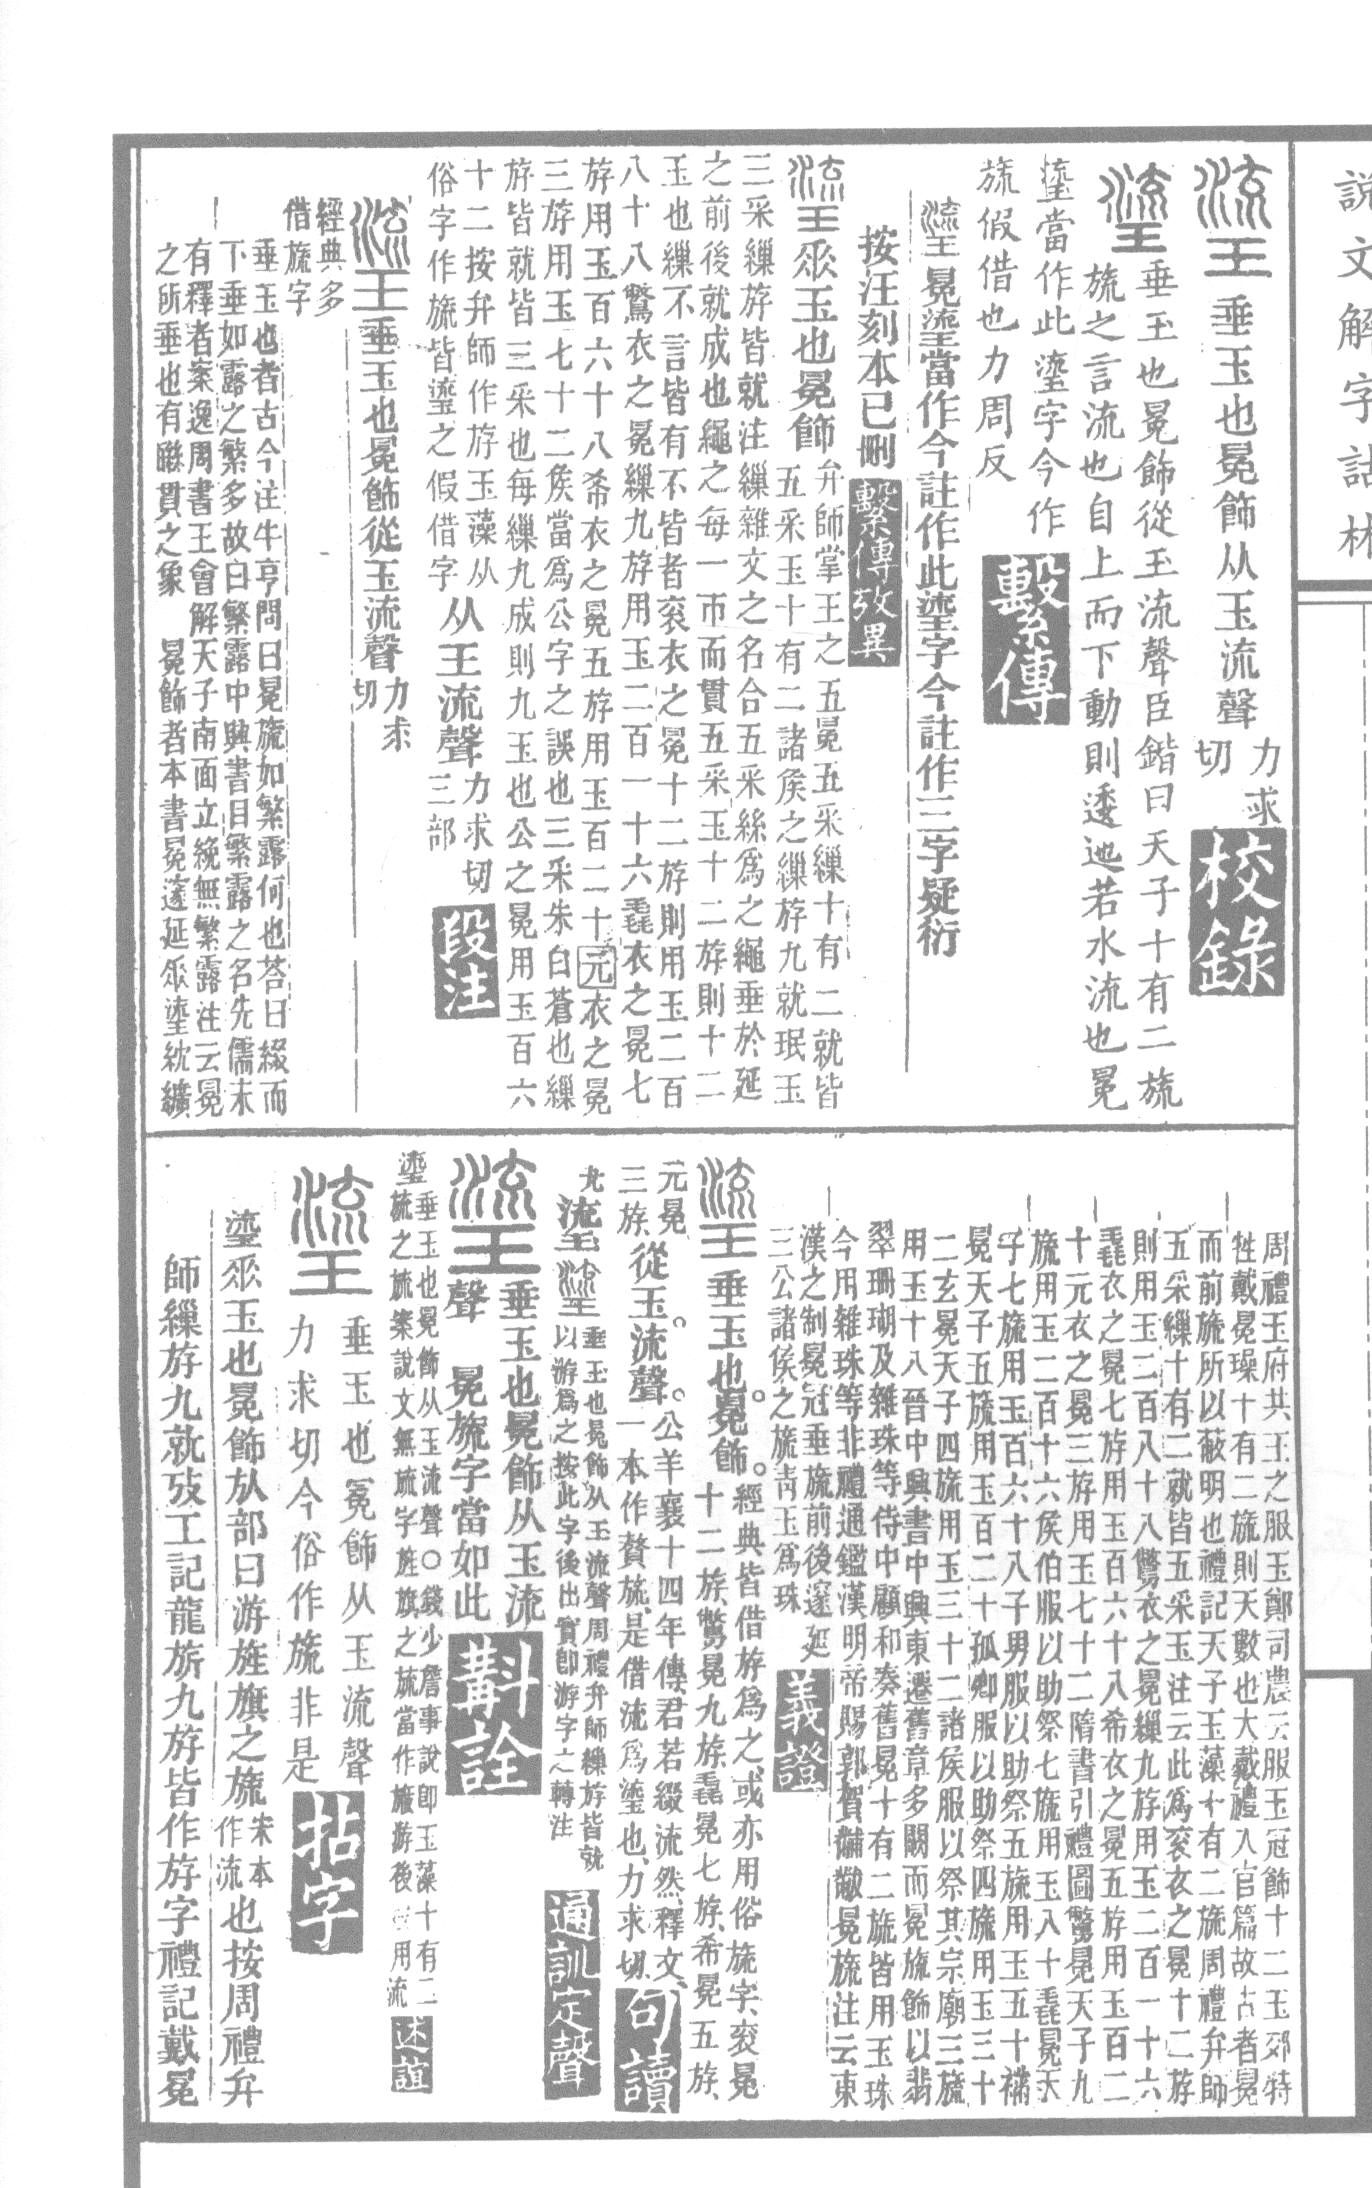 説文解字詁林
瑬 垂玉也冕飾从玉流聲 力求切 校錄
瑬 垂玉也冕飾從玉流聲臣鍇曰天子十有二旒
旒之言流也自上而下動則逶迤若水流也冕
瑬當作此瑬字今作
旒假借也力周反 繫傳
瑬 冕瑬當作今註作此瑬字今註作三字疑衍
按汪刻本已刪 繫傳攷異
瑬 垂玉也冕飾 弁師掌王之五冕五采繅十有二就皆
五采玉十有二諸矦之繅斿九就珉玉
三采繅斿皆就注繅雜文之名合五采絲爲之繩垂於延
之前後就成也繩之每一帀而貫五采玉十二斿則十二
玉也繅不言皆有不皆者衮衣之冕十二斿則用玉二百
八十八鷩衣之冕繅九斿用玉二百一十六毳衣之冕七
斿用玉百六十八希衣之冕五斿用玉百二十元衣之冕
三斿用玉七十二矦當爲公字之誤也三采朱白蒼也繅
斿皆就皆三采也每繅九成則九玉也公之冕用玉百六
十二按弁師作斿玉藻从
俗字作旒皆瑬之假借字 从王流聲 力求切三部 段注
瑬 垂玉也冕飾從玉流聲 力求切
經典多
借旒字
垂玉也者古今注牛亨問曰冕旒如繁露何也荅曰綴而
下垂如露之繁多故曰繁露中興書目繁露之名先儒未
有釋者案逸周書王會解天子南面立絻無繁露注云冕
之所垂也有聯貫之象 冕飾者本書冕邃延垂瑬紞纊
周禮玉府共王之服玉鄭司農云服玉冠飾十二玉郊特
牲戴冕璪十有二旒則天數也大戴禮入官篇故古者冕
而前旒所以蔽明也禮記天子玉藻十有二旒周禮弁師
五采繅十有二就皆五采玉注云此爲衮衣之冕十二斿
則用玉二百八十八鷩衣之冕繅九斿用玉二百一十六
毳衣之冕七斿用玉百六十八希衣之冕五斿用玉百二
十元衣之冕三斿用玉七十二隋書引禮圖鷩冕天子九
旒用玉二百十六侯伯服以助祭七旒用玉八十毳冕天
子七旒用玉百六十八子男服以助祭五旒用玉五十襧
冕天子五旒用玉百二十孤卿服以助祭四旒用玉三十
二玄冕天子四旒用玉三十二諸侯服以祭其宗廟三旒
用玉十八晉中興書中興東遷舊章多闕而冕旒飾以翡
翠珊瑚及雜珠等侍中顧和奏舊冕十有二旒皆用玉珠
今用雜珠等非禮通鑑漢明帝賜郭賀黼黻冕旒注云東
漢之制冕冠垂旒前後邃延
三公諸侯之旒靑玉爲珠 義證
瑬 垂玉也。冕飾。經典皆借斿爲之、或亦用俗旒字、衮冕
十二旒、鷩冕九旒、毳冕七旒、希冕五旒、
元冕
三旒、 從玉。流聲。公羊襄十四年傳、君若綴流然、釋文、
一本作贅旒、是借流爲瑬也、力求切、 句讀
尤 瑬 垂玉也冕飾从玉流聲周禮弁師繅斿皆就
以游爲之按此字後出實卽游字之轉注 通訓定聲
瑬 垂玉也冕飾从玉流
聲 冕旒字當如此 斠詮
瑬 垂玉也冕飾从玉流聲○錢少詹事說卽玉藻十有二
旒之旒案說文無旒字旌旗之旒當作旞游後用流 述誼
瑬 垂玉也冕飾从玉流聲
力求切今俗作旒非是 拈字
瑬垂玉也冕飾㫃部曰游旌旗之旒 宋本作流 也按周禮弁
師繅斿九就攷工記龍旂九斿皆作斿字禮記戴冕